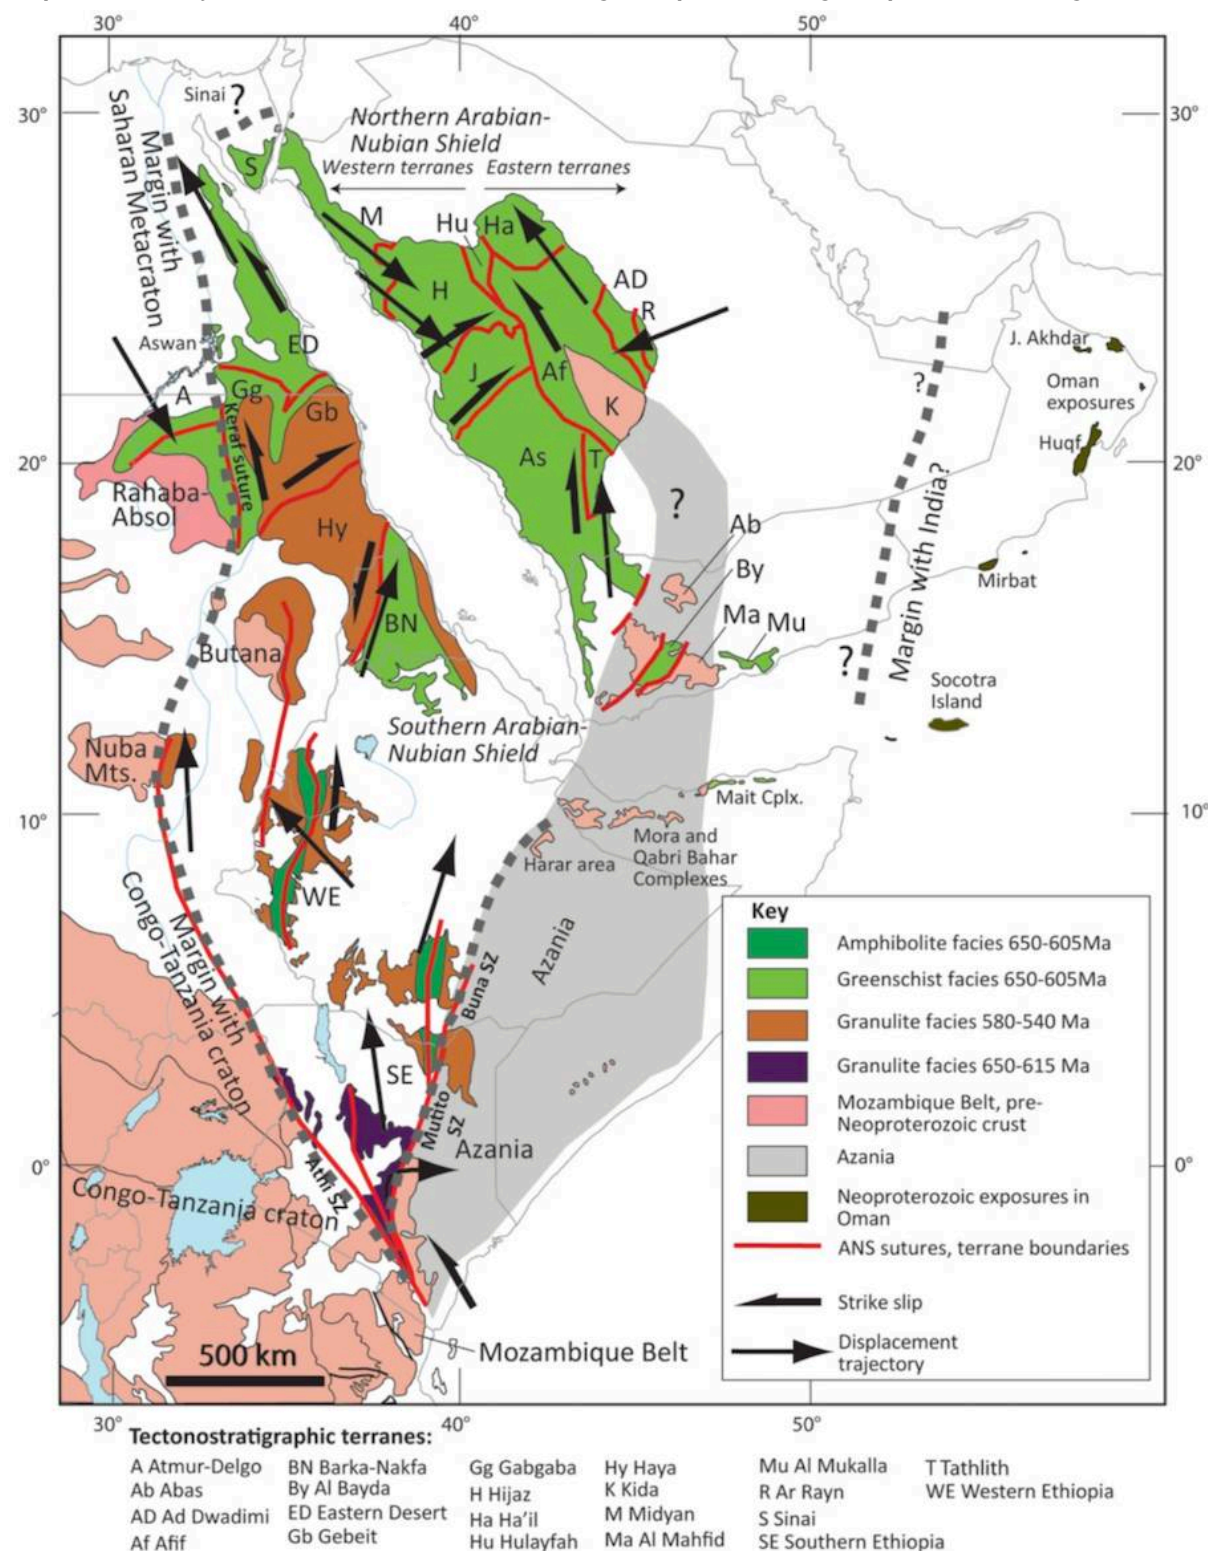 30°
40°
50°
30°
30°
Sinai ?
Northern Arabian-
Nubian Shield
Western terranes
Eastern terranes
Margin with
Saharan Metacraton
S
M
Hu
Ha
H
AD
R
J. Akhdar
Oman
exposures
Huqf
Aswan
ED
A
Gg
Gb
J
Af
K
?
Keraf suture
20°
20°
Rahaba-
Absol
As
T
?
Hy
Ab
By
Mirbat
BN
Ma
Mu
Margin with India?
Butana
?
Socotra
Island
Southern Arabian-
Nubian Shield
Nuba
Mts.
10°
10°
Mait Cplx.
Harar area
Mora and
Qabri Bahar
Complexes
WE
Margin with
Congo-Tanzania craton
Azania
Buna SZ
SE
Mutito
SZ
Azania
0°
0°
Athi SZ
Congo-Tanzania craton
500 km
Mozambique Belt
Key
Amphibolite facies 650-605Ma
Greenschist facies 650-605Ma
Granulite facies 580-540 Ma
Granulite facies 650-615 Ma
Mozambique Belt, pre-
Neoproterozoic crust
Azania
Neoproterozoic exposures in
Oman
ANS sutures, terrane boundaries
Strike slip
Displacement
trajectory
30°
40°
50°
Tectonostratigraphic terranes:
A Atmur-Delgo
Ab Abas
AD Ad Dwadimi
Af Afif
BN Barka-Nakfa
By Al Bayda
ED Eastern Desert
Gb Gebeit
Gg Gabgaba
H Hijaz
Ha Ha'il
Hu Hulayfah
Hy Haya
K Kida
M Midyan
Ma Al Mahfid
Mu Al Mukalla
R Ar Rayn
S Sinai
SE Southern Ethiopia
T Tathlith
WE Western Ethiopia